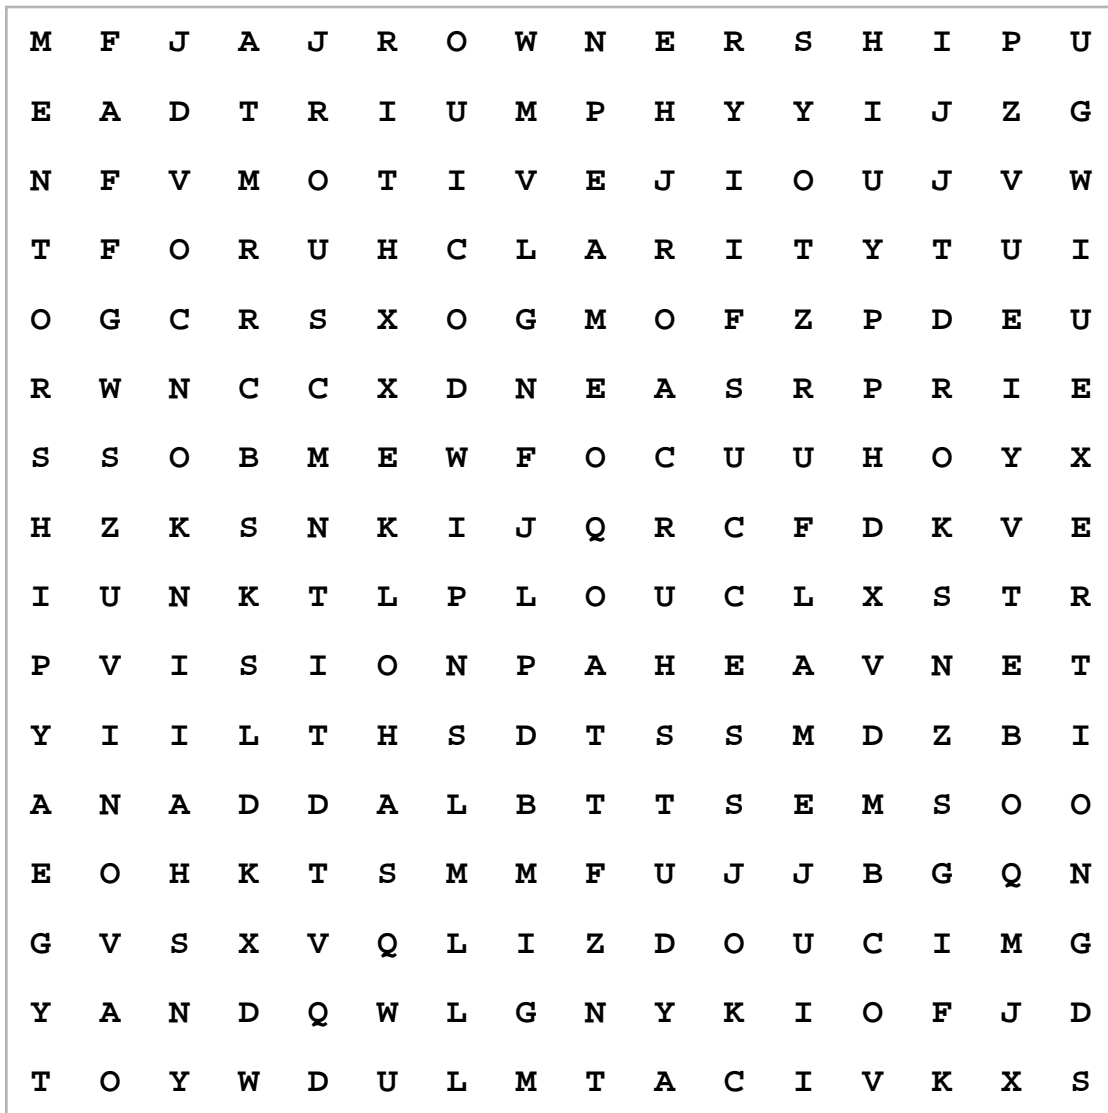 M F J A J R O W N E R S H I P U
E A D T R I U M P H Y Y I J Z G
N F V M O T I V E J I O U J V W
T F O R U H C L A R I T Y T U I
O G C R S X O G M O F Z P D E U
R W N C C X D N E A S R P R I E
S S O B M E W F O C U U H O Y X
H Z K S N K I J Q R C F D K V E
I U N K T L P L O U C L X S T R
P V I S I O N P A H E A V N E T
Y I I L T H S D T S S M D Z B I
A N A D D A L B T T S E M S O O
E O H K T S M M F U J J B G Q N
G V S X V Q L I Z D O U C I M G
Y A N D Q W L G N Y K I O F J D
T O Y W D U L M T A C I V K X S